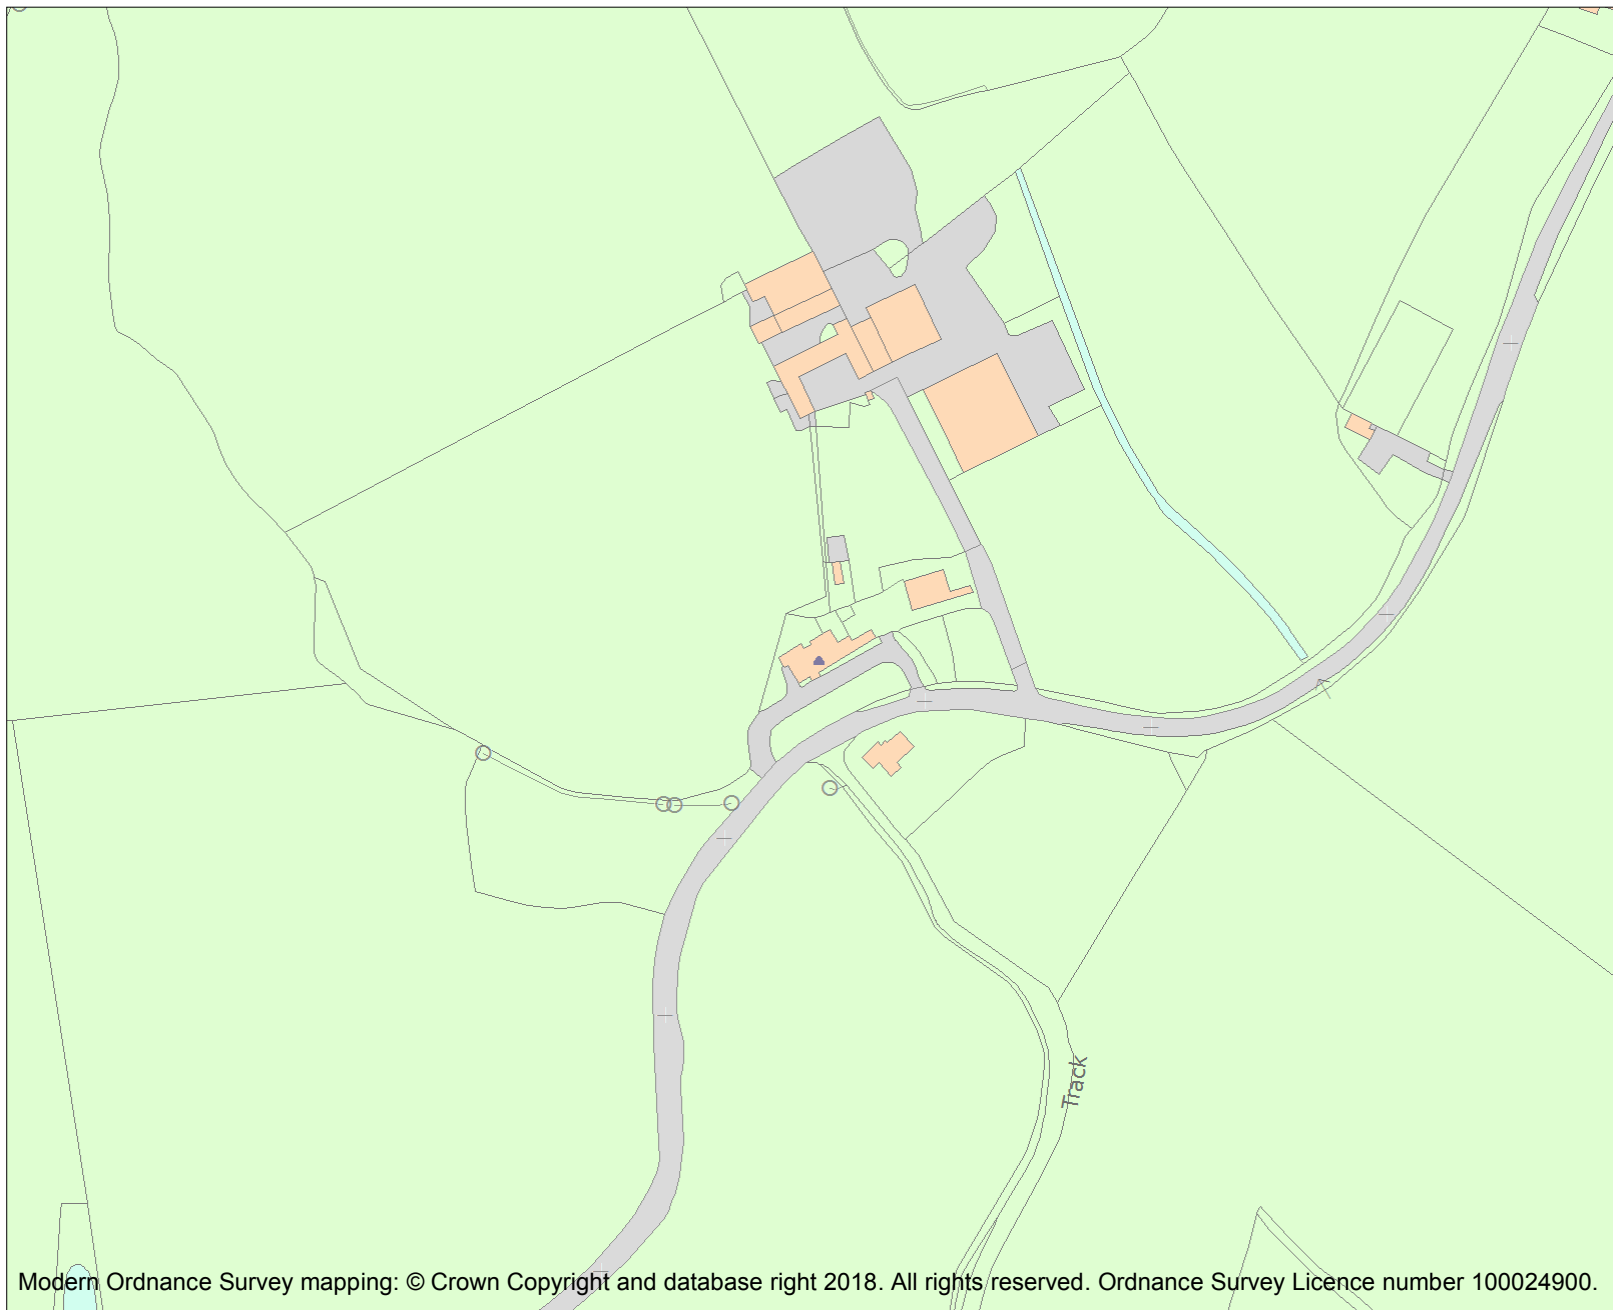 Track
Modern Ordnance Survey mapping: © Crown Copyright and database right 2018. All rights reserved. Ordnance Survey Licence number 100024900.